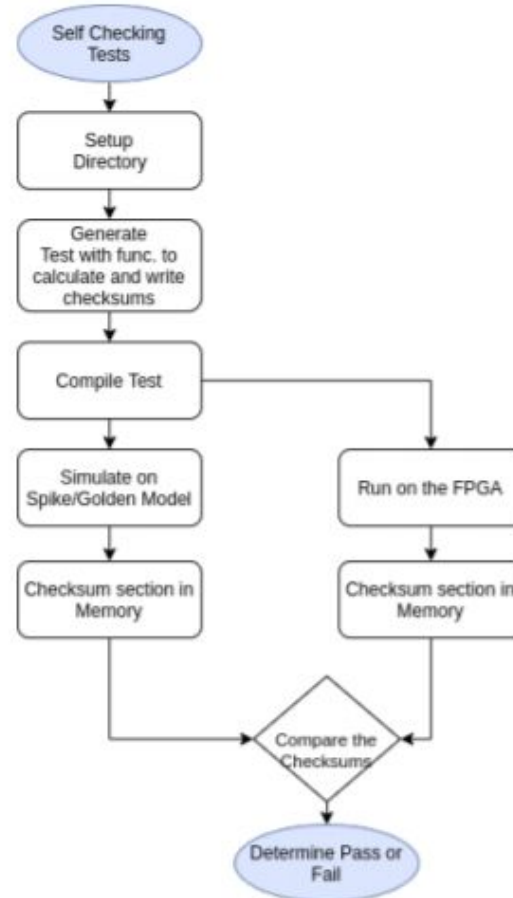 Self Checking
Tests
Setup
Directory
Generate
Test with func. to
calculate and write
checksums
Compile Test
Simulate on
Spike/Golden Model
Run on the FPGA
Checksum section in
Memory
Checksum section in
Memory
Compare the
Checksums
Determine Pass or
Fail